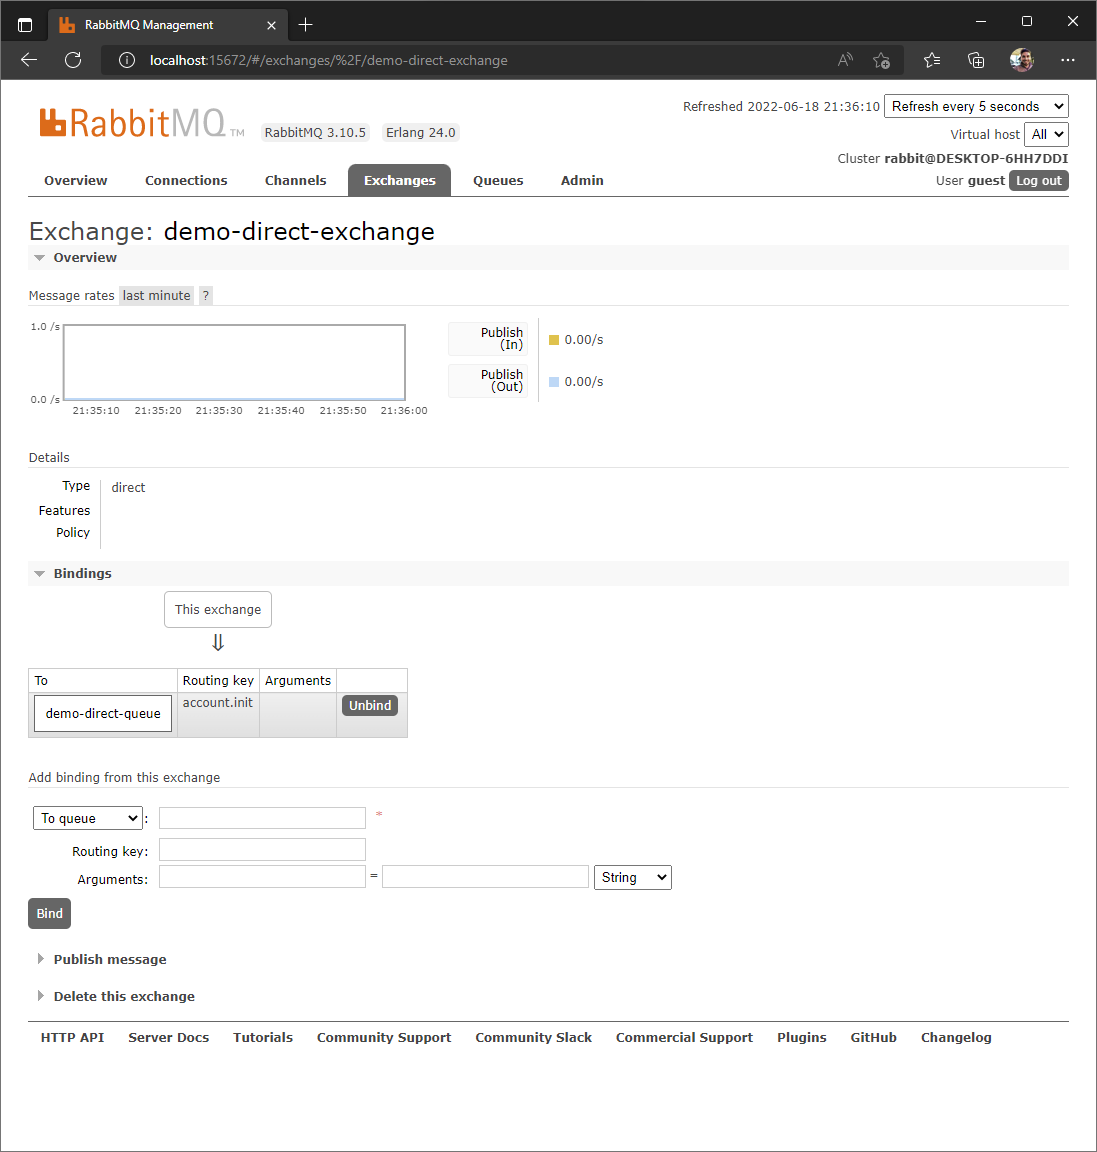 RabbitMQ Management
localhost:15672/#/exchanges/%2F/demo-direct-exchange
RabbitMQ TM
RabbitMQ 3.10.5 Erlang 24.0
Refreshed 2022-06-18 21:36:10 Refresh every 5 seconds
Virtual host All
Cluster rabbit@DESKTOP-6HH7DDI
User guest Log out
Overview Connections Channels Exchanges Queues Admin
Exchange: demo-direct-exchange
Overview
Message rates last minute ?
1.0 /s
0.0 /s
21:35:10 21:35:20 21:35:30 21:35:40 21:35:50 21:36:00
Publish
(In)
0.00/s
Publish
(Out)
0.00/s
Details
Type direct
Features
Policy
Bindings
This exchange
⇓
To Routing key Arguments
demo-direct-queue account.init Unbind
Add binding from this exchange
To queue : *
Routing key:
Arguments: = String
Bind
Publish message
Delete this exchange
HTTP API Server Docs Tutorials Community Support Community Slack Commercial Support Plugins GitHub Changelog